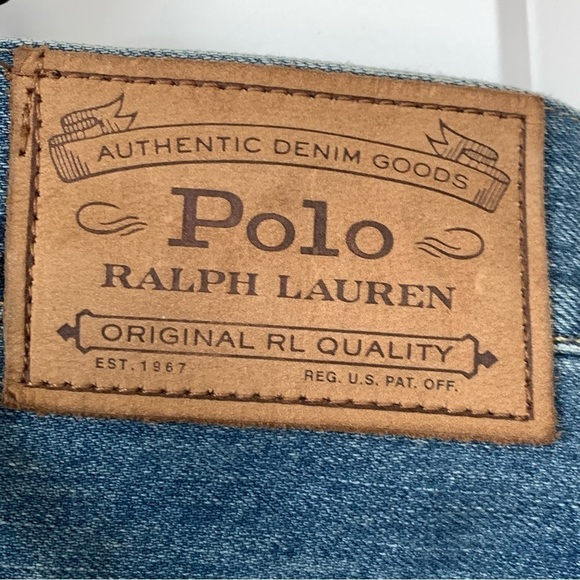 AUTHENTIC DENIM GOODS
Polo
RALPH LAUREN
ORIGINAL RL QUALITY
EST. 1967 REG. U.S. PAT. OFF.